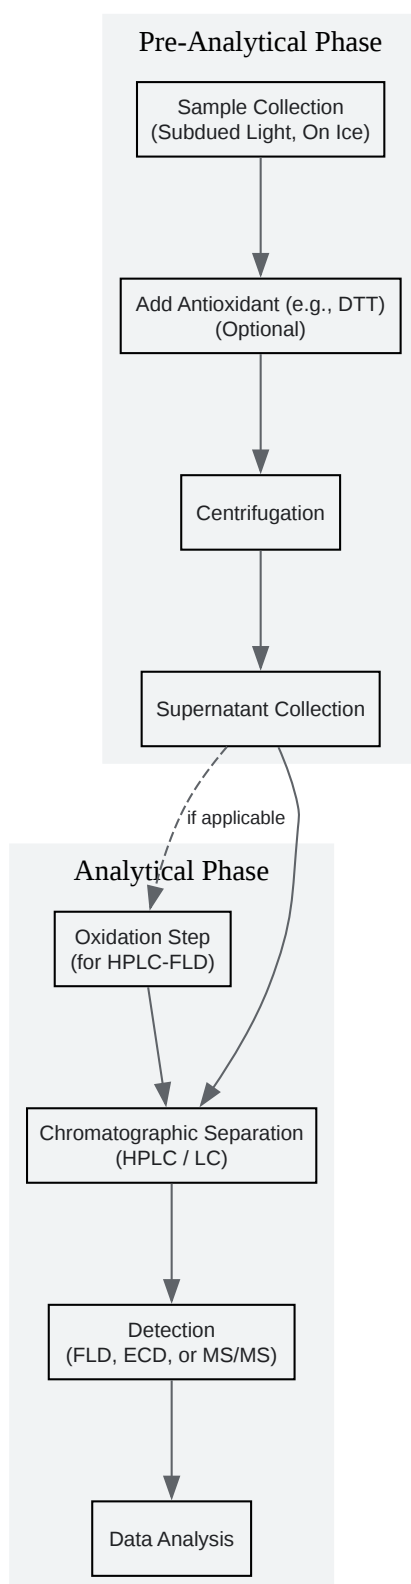 Pre-Analytical Phase
Sample Collection
(Subdued Light, On Ice)
Add Antioxidant (e.g., DTT)
(Optional)
Centrifugation
Supernatant Collection
if applicable
Analytical Phase
Oxidation Step
(for HPLC-FLD)
Chromatographic Separation
(HPLC / LC)
Detection
(FLD, ECD, or MS/MS)
Data Analysis